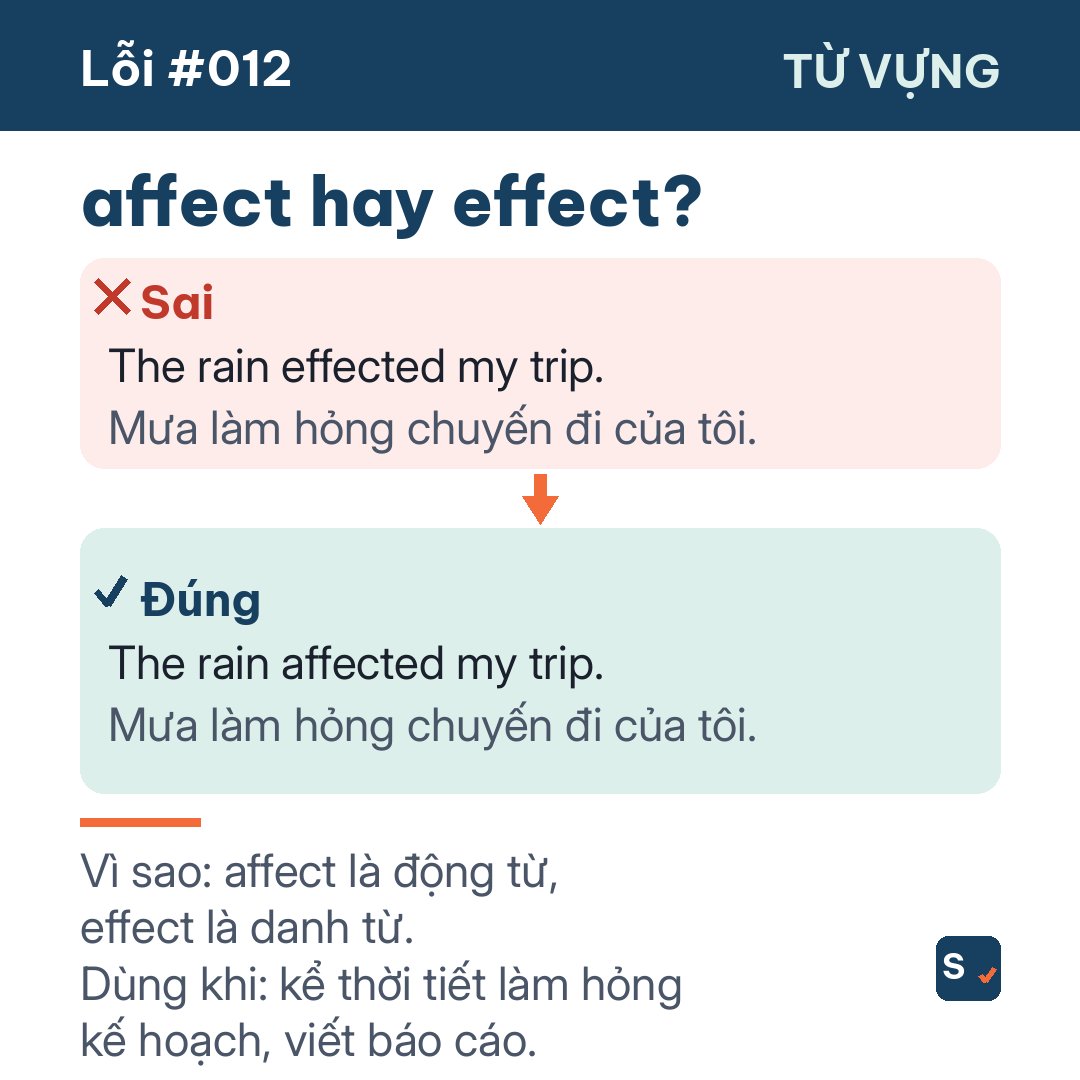 Lỗi #012
TỪ VỰNG
affect hay effect?
Sai
The rain effected my trip.
Mưa làm hỏng chuyến đi của tôi.
Đúng
The rain affected my trip.
Mưa làm hỏng chuyến đi của tôi.
Vì sao: affect là động từ,
effect là danh từ.
Dùng khi: kể thời tiết làm hỏng
kế hoạch, viết báo cáo.
S